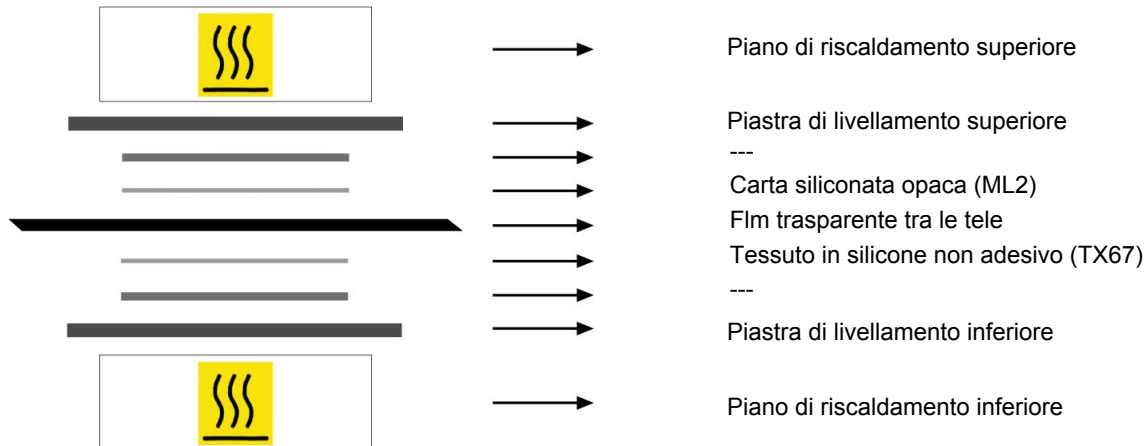 Piano di riscaldamento superiore
Piastra di livellamento superiore
---
Carta siliconata opaca (ML2)
Flm trasparente tra le tele
Tessuto in silicone non adesivo (TX67)
---
Piastra di livellamento inferiore
Piano di riscaldamento inferiore